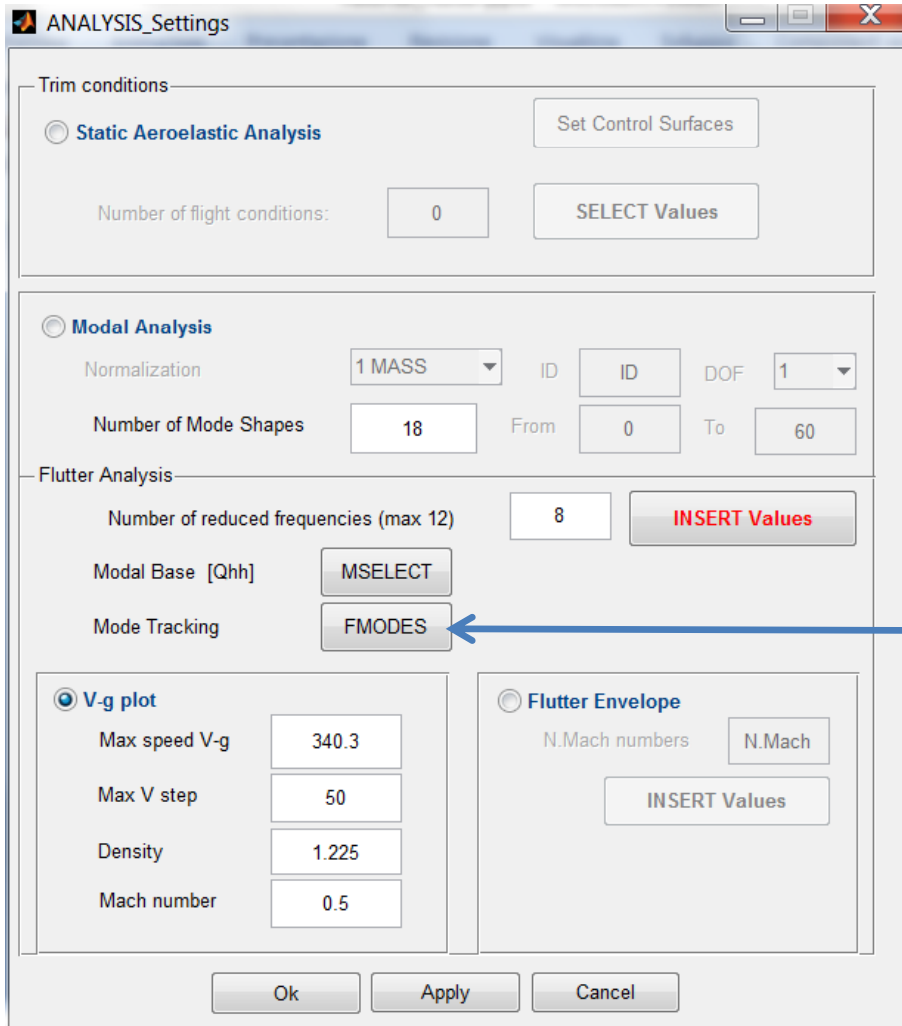 ANALYSIS_Settings
Trim conditions
Static Aeroelastic Analysis
Set Control Surfaces
Number of flight conditions:
0
SELECT Values
Modal Analysis
Normalization
1 MASS
ID
ID
DOF
1
Number of Mode Shapes
18
From
0
To
60
Flutter Analysis
Number of reduced frequencies (max 12)
8
INSERT Values
Modal Base [Qhh]
MSELECT
Mode Tracking
FMODES
V-g plot
Max speed V-g
340.3
Max V step
50
Density
1.225
Mach number
0.5
Flutter Envelope
N.Mach numbers
N.Mach
INSERT Values
Ok
Apply
Cancel